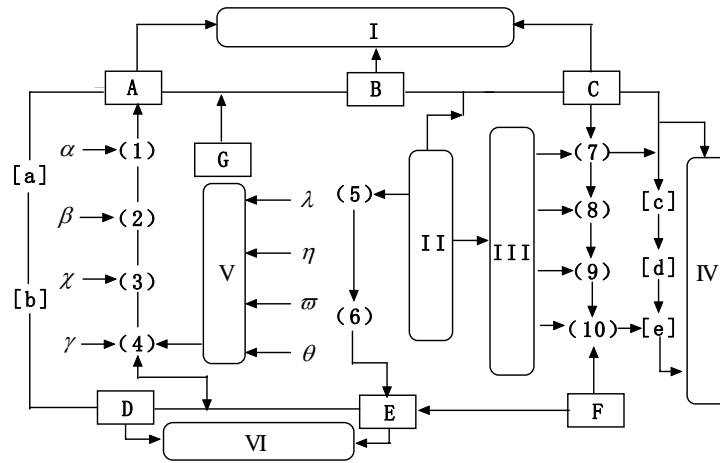 I
A
B
C
α
(1)
G
[a]
(7)
β
(2)
V
λ
(5)
II
III
(8)
[c]
IV
η
χ
(3)
[b]
ϖ
(6)
(9)
[d]
γ
(4)
θ
(10)
[e]
D
E
F
VI